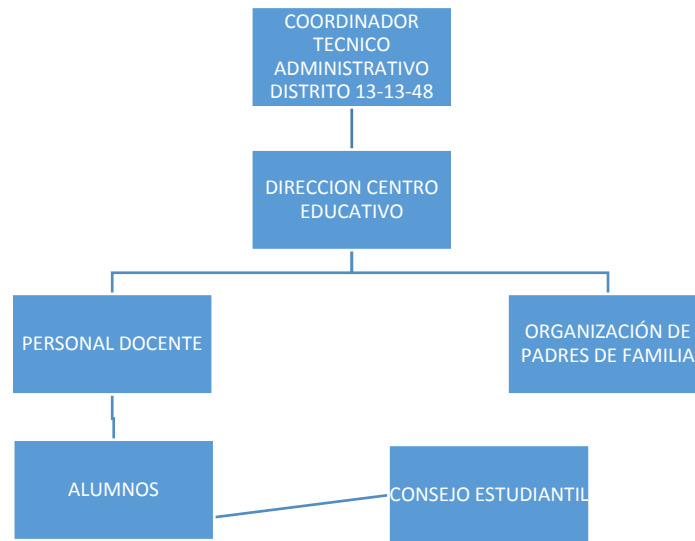 COORDINADOR
TECNICO
ADMINISTRATIVO
DISTRITO 13-13-48
DIRECCION CENTRO
EDUCATIVO
PERSONAL DOCENTE
ORGANIZACIÓN DE
PADRES DE FAMILIA
ALUMNOS
CONSEJO ESTUDIANTIL